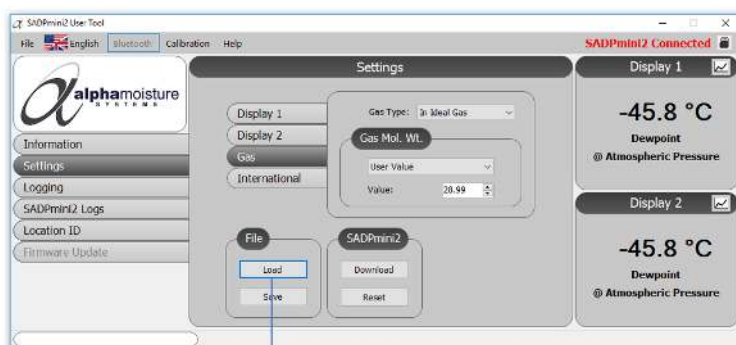 SADPmini2 User Tool
File English Bluetooth Calibration Help
SADPmini2 Connected
alphamoisture
SYSTEMS
Information
Settings
Logging
SADPmini2 Logs
Location ID
Firmware Update
Settings
Display 1
Display 2
Gas
International
Gas Type: In Ideal Gas
Gas Mol. Wt.
User Value
Value: 28.99
File
Load
Save
SADPmini2
Download
Reset
Display 1
-45.8 °C
Dewpoint
@ Atmospheric Pressure
Display 2
-45.8 °C
Dewpoint
@ Atmospheric Pressure